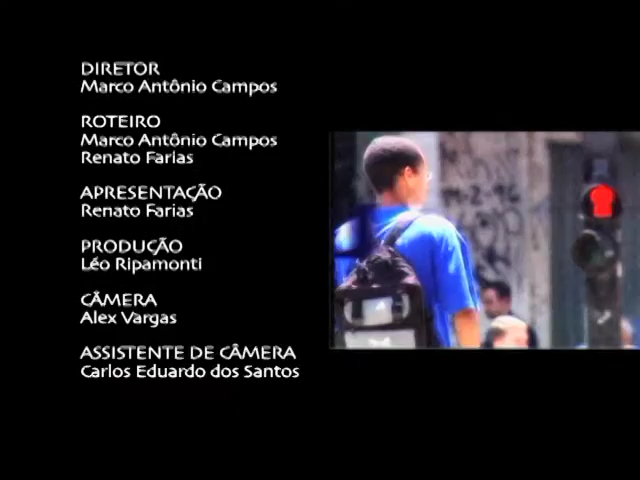 DIRETOR
Marco Antônio Campos
ROTEIRO
Marco Antônio Campos
Renato Farias
APRESENTAÇÃO
Renato Farias
PRODUÇÃO
Léo Ripamonti
CÂMERA
Alex Vargas
ASSISTENTE DE CÂMERA
Carlos Eduardo dos Santos